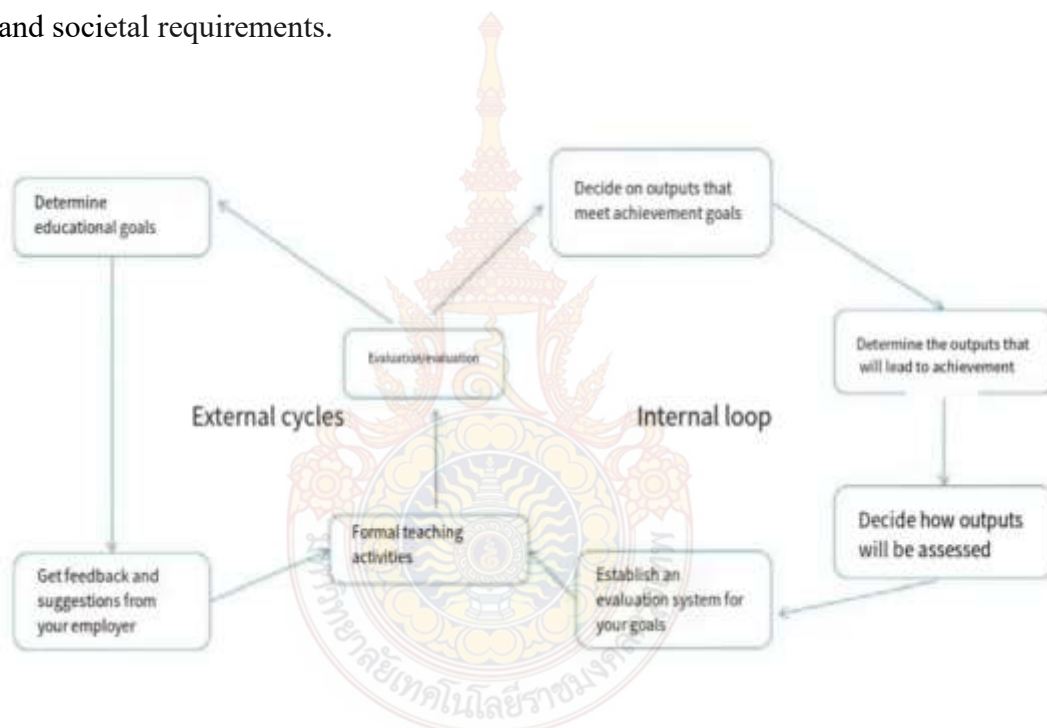 and societal requirements.
Determine
educational goals
Decide on outputs that
meet achievement goals
Evaluation/evaluation
Determine the outputs that
will lead to achievement
External cycles
Internal loop
Formal teaching
activities
Decide how outputs
will be assessed
Get feedback and
suggestions from
your employer
Establish an
evaluation system for
your goals